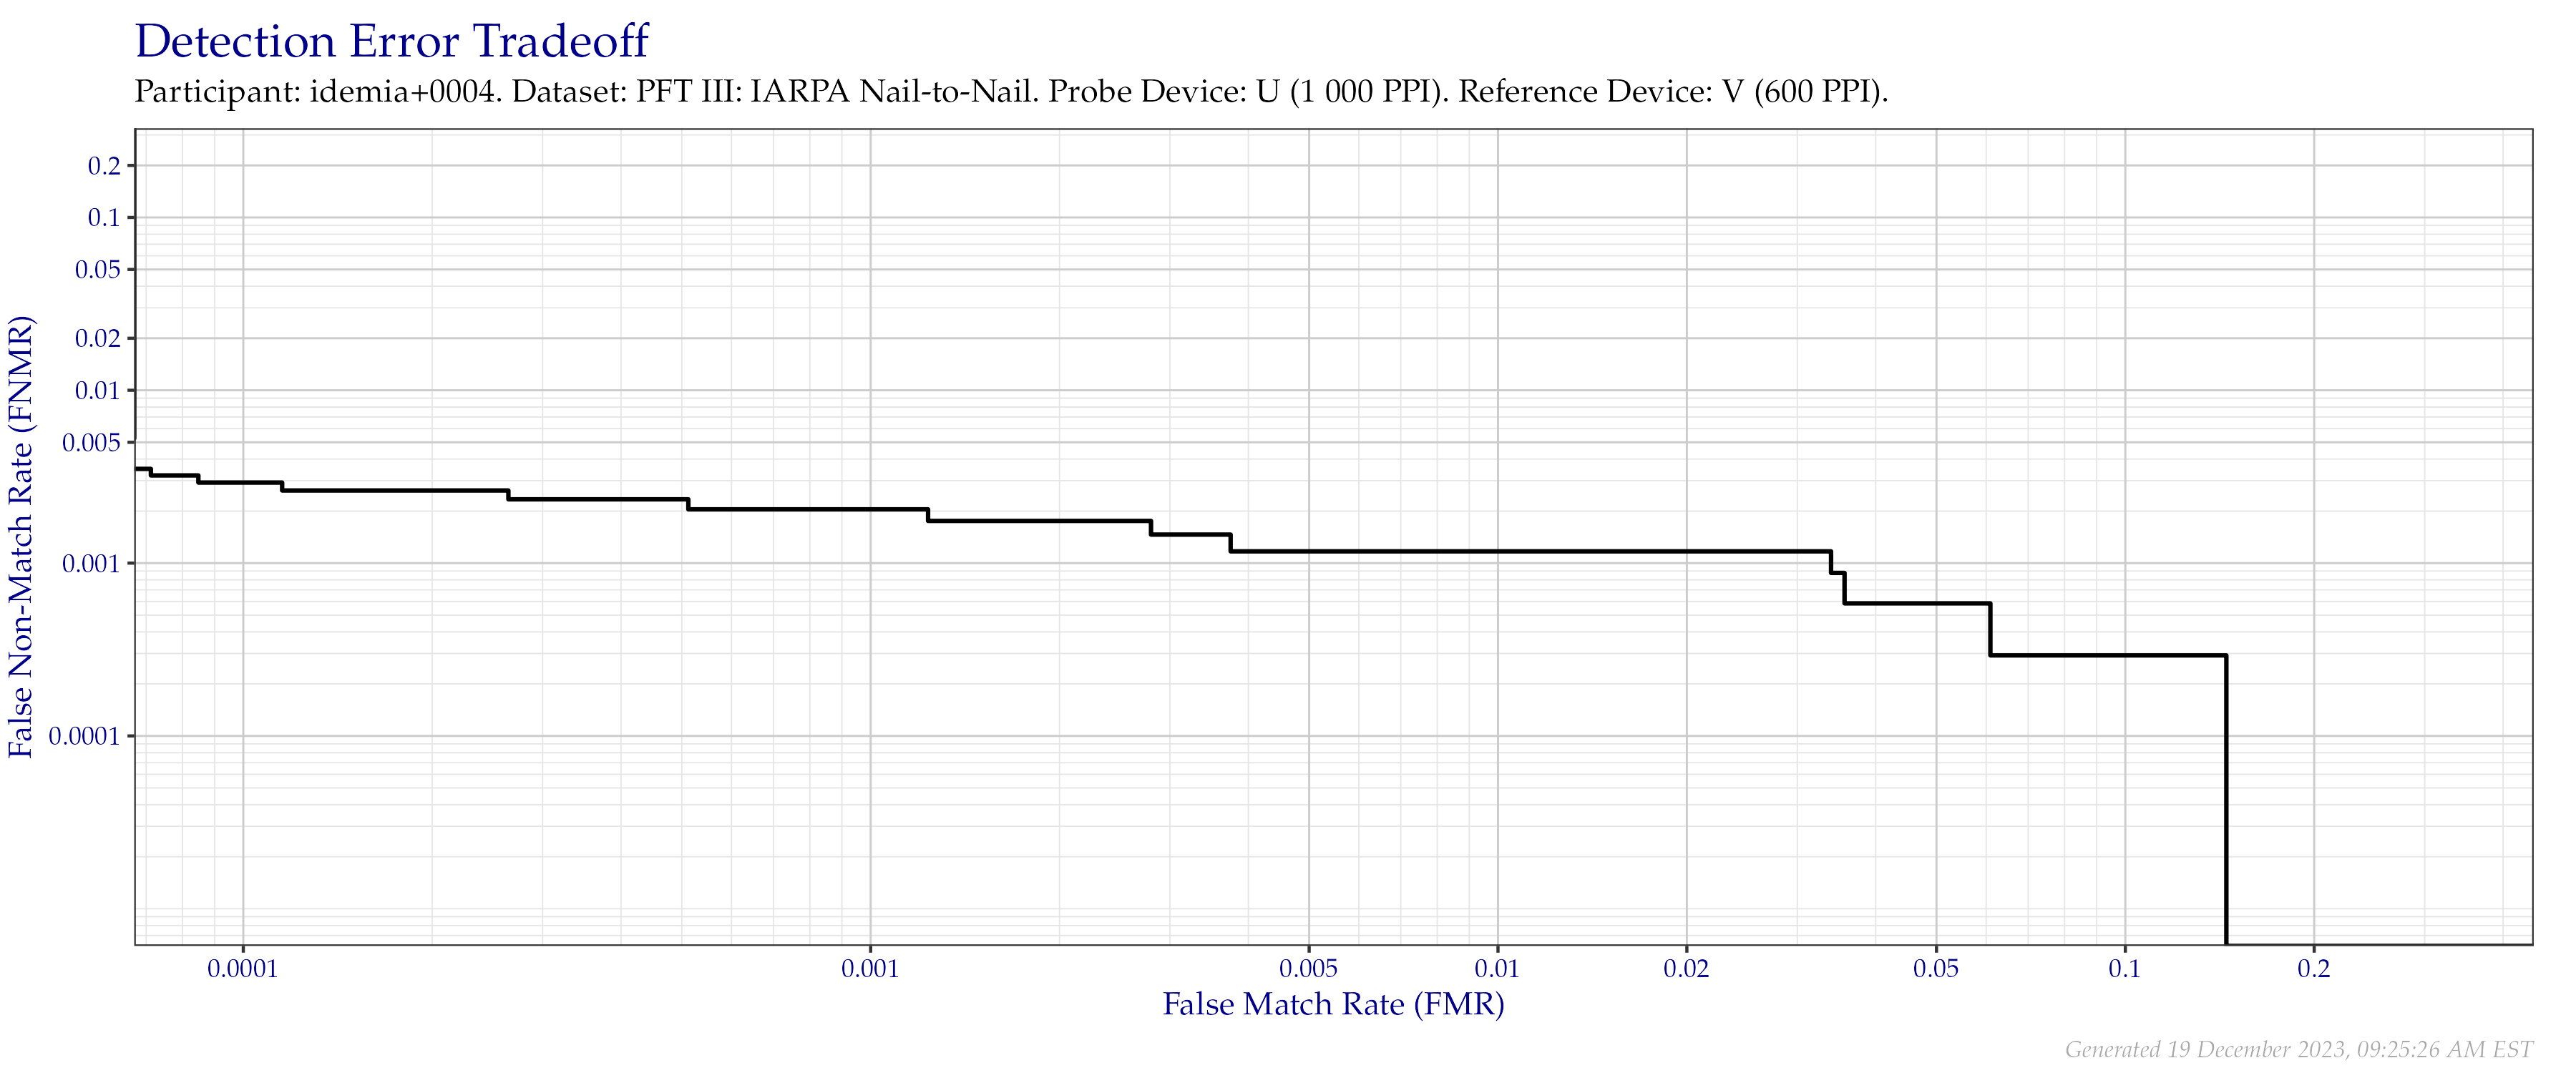 Detection Error Tradeoff
Participant: idemia+0004. Dataset: PFT III: IARPA Nail-to-Nail. Probe Device: U (1 000 PPI). Reference Device: V (600 PPI).
False Non-Match Rate (FNMR)
0.2
0.1
0.05
0.02
0.01
0.005
0.001
0.0001
0.0001 0.001 0.005 0.01 0.02 0.05 0.1 0.2
False Match Rate (FMR)
Generated 19 December 2023, 09:25:26 AM EST